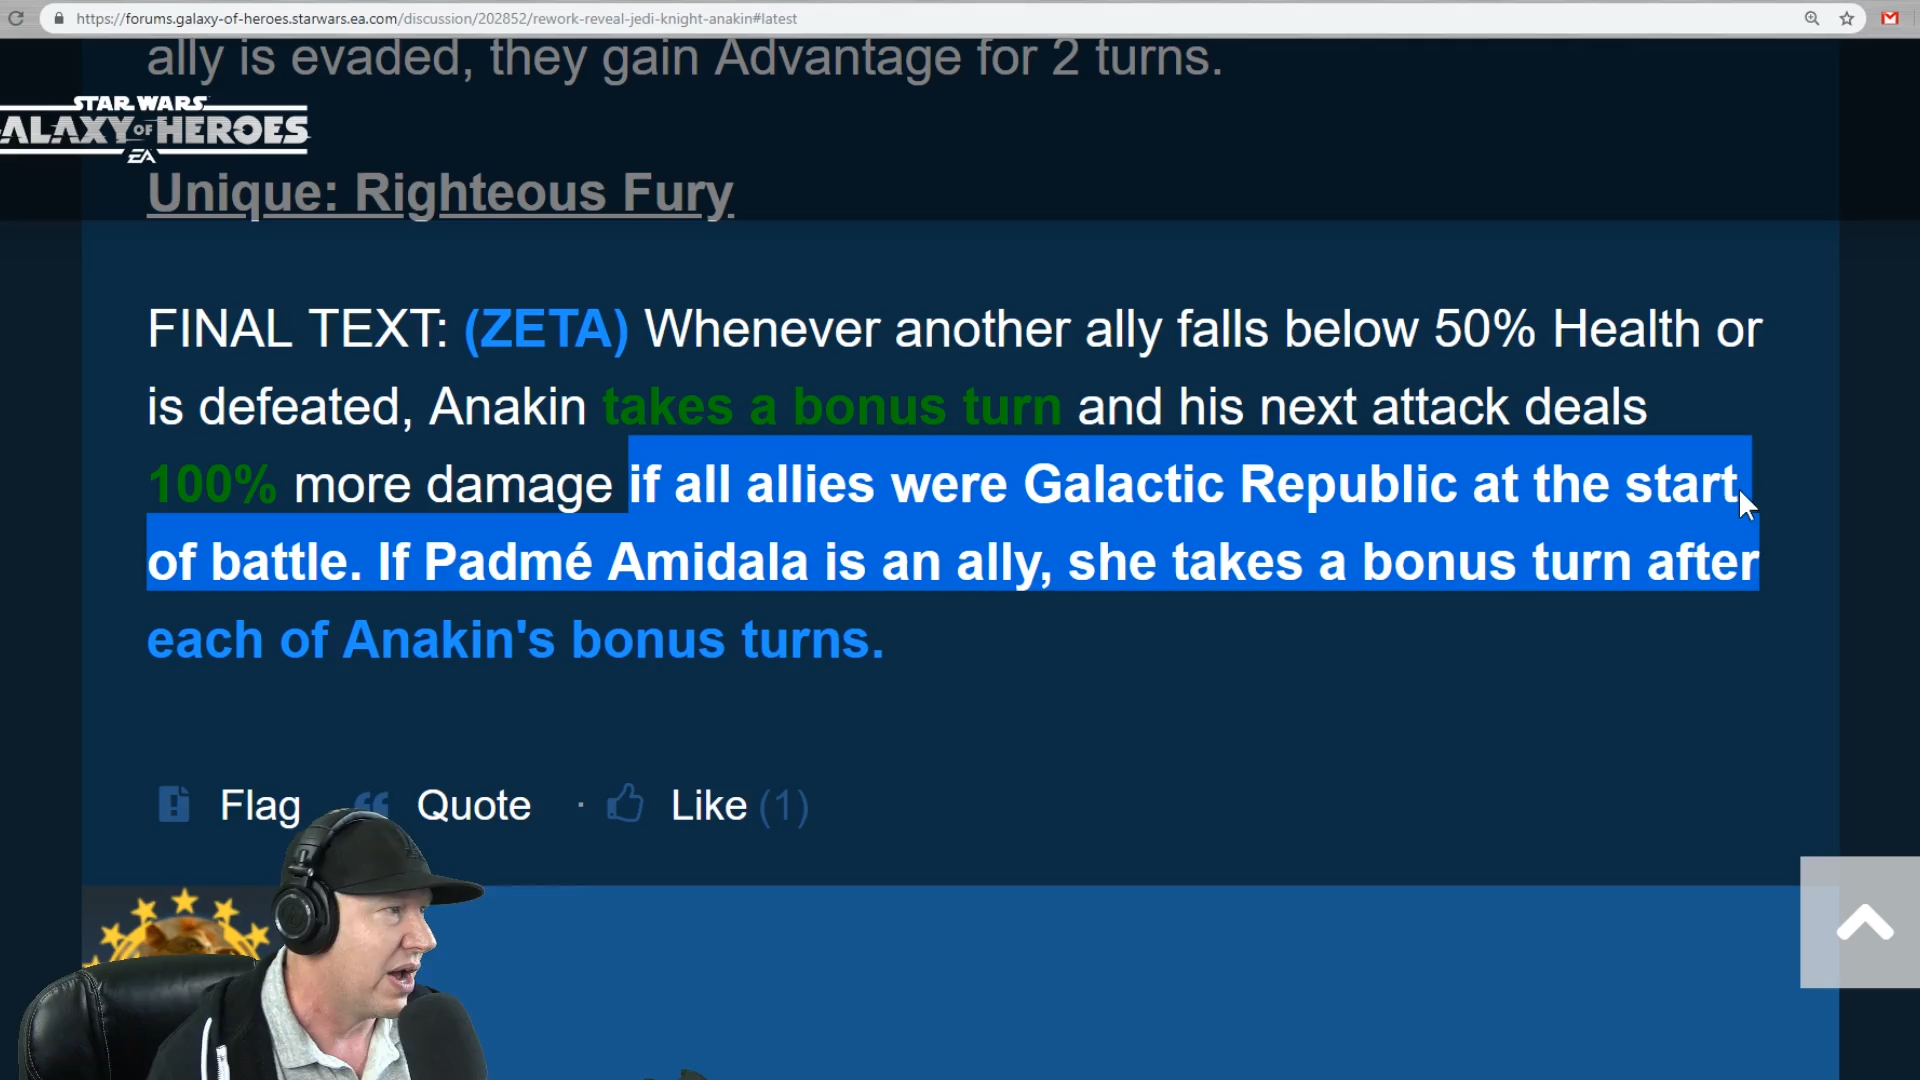 https://forums.galaxy-of-heroes.starwars.ea.com/discussion/202852/rework-reveal-jedi-knight-anakin#latest
ally is evaded, they gain Advantage for 2 turns.
STAR WARS
GALAXY OF HEROES
EA
Unique: Righteous Fury
FINAL TEXT: (ZETA) Whenever another ally falls below 50% Health or
is defeated, Anakin takes a bonus turn and his next attack deals
100% more damage if all allies were Galactic Republic at the start
of battle. If Padmé Amidala is an ally, she takes a bonus turn after
each of Anakin's bonus turns.
Flag Quote · Like (1)